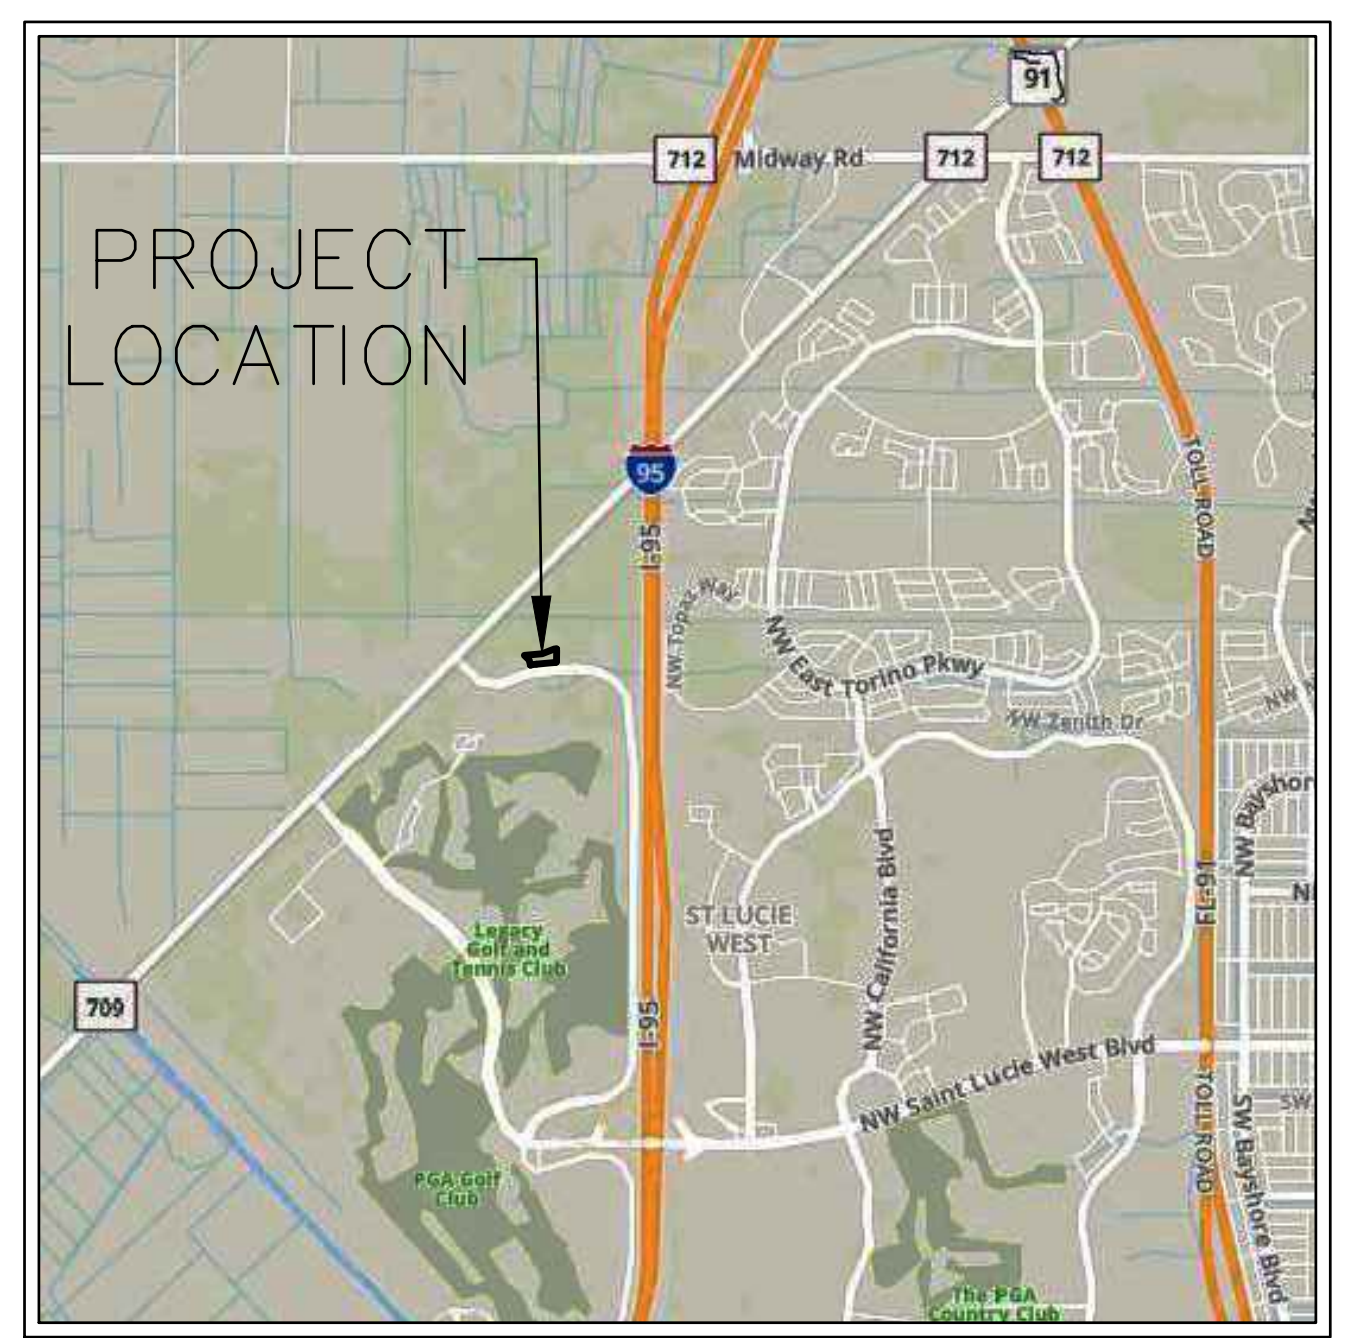 91
712
Midway Rd
712
712
PROJECT
LOCATION
95
TOLL ROAD
I-95
NW Topaz Way
NW East Torino Pkwy
NW Zenith Dr
NW Bayshor
NW California Blvd
FL-91
ST LUCIE
WEST
Legacy
Golf and
Tennis Club
709
I-95
NW Saint Lucie West Blvd
TOLL ROAD
SW
SW Bayshore Blvd
PGA Golf
Club
The PGA
Country Club